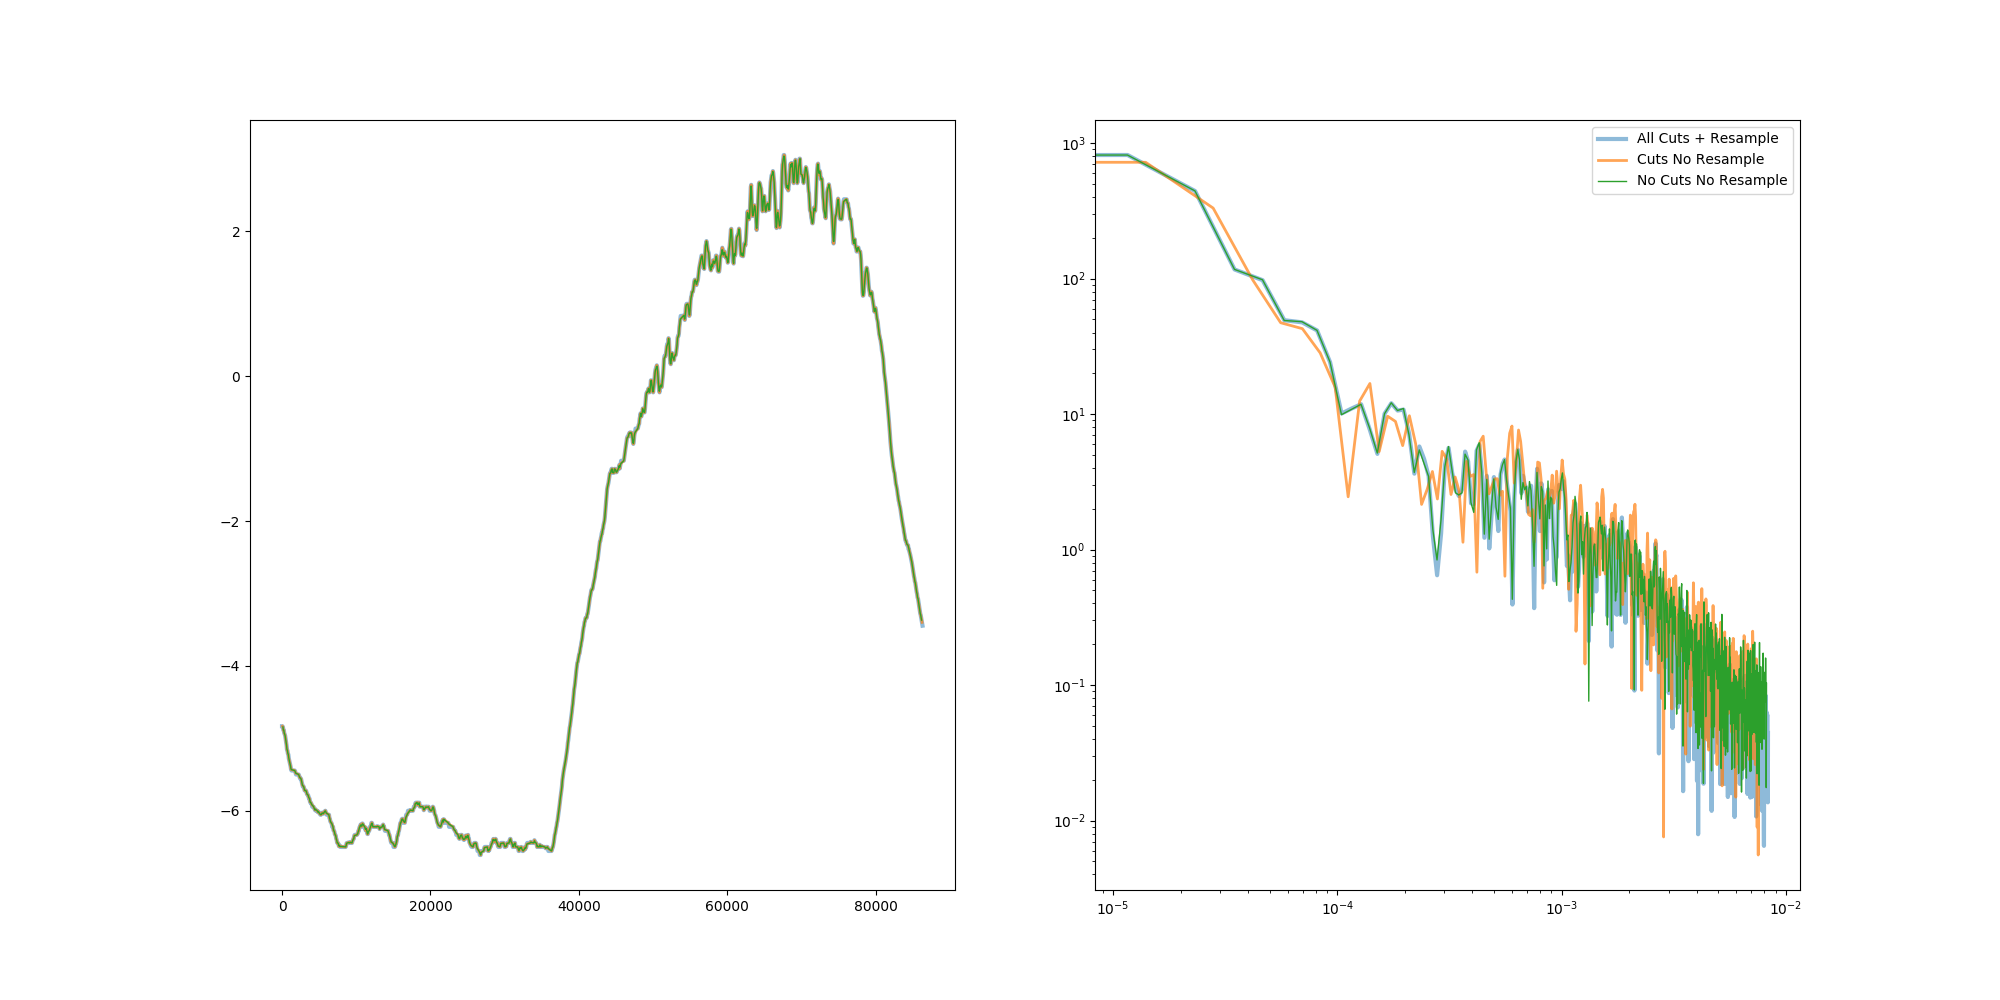 2
0
−2
−4
−6
0 20000 40000 60000 80000
10³
10²
10¹
10⁰
10⁻¹
10⁻²
10⁻⁵ 10⁻⁴ 10⁻³ 10⁻²
All Cuts + Resample
Cuts No Resample
No Cuts No Resample